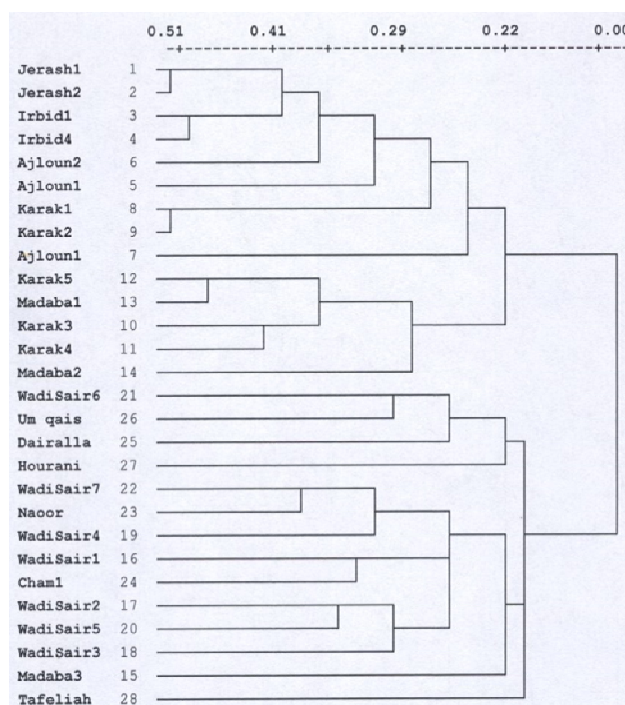 0.51 0.41 0.29 0.22 0.00
Jerash1 1
Jerash2 2
Irbid1 3
Irbid4 4
Ajloun2 6
Ajloun1 5
Karak1 8
Karak2 9
Ajloun1 7
Karak5 12
Madaba1 13
Karak3 10
Karak4 11
Madaba2 14
WadiSair6 21
Um qais 26
Dairalla 25
Hourani 27
WadiSair7 22
Naoor 23
WadiSair4 19
WadiSair1 16
Cham1 24
WadiSair2 17
WadiSair5 20
WadiSair3 18
Madaba3 15
Tafeliah 28